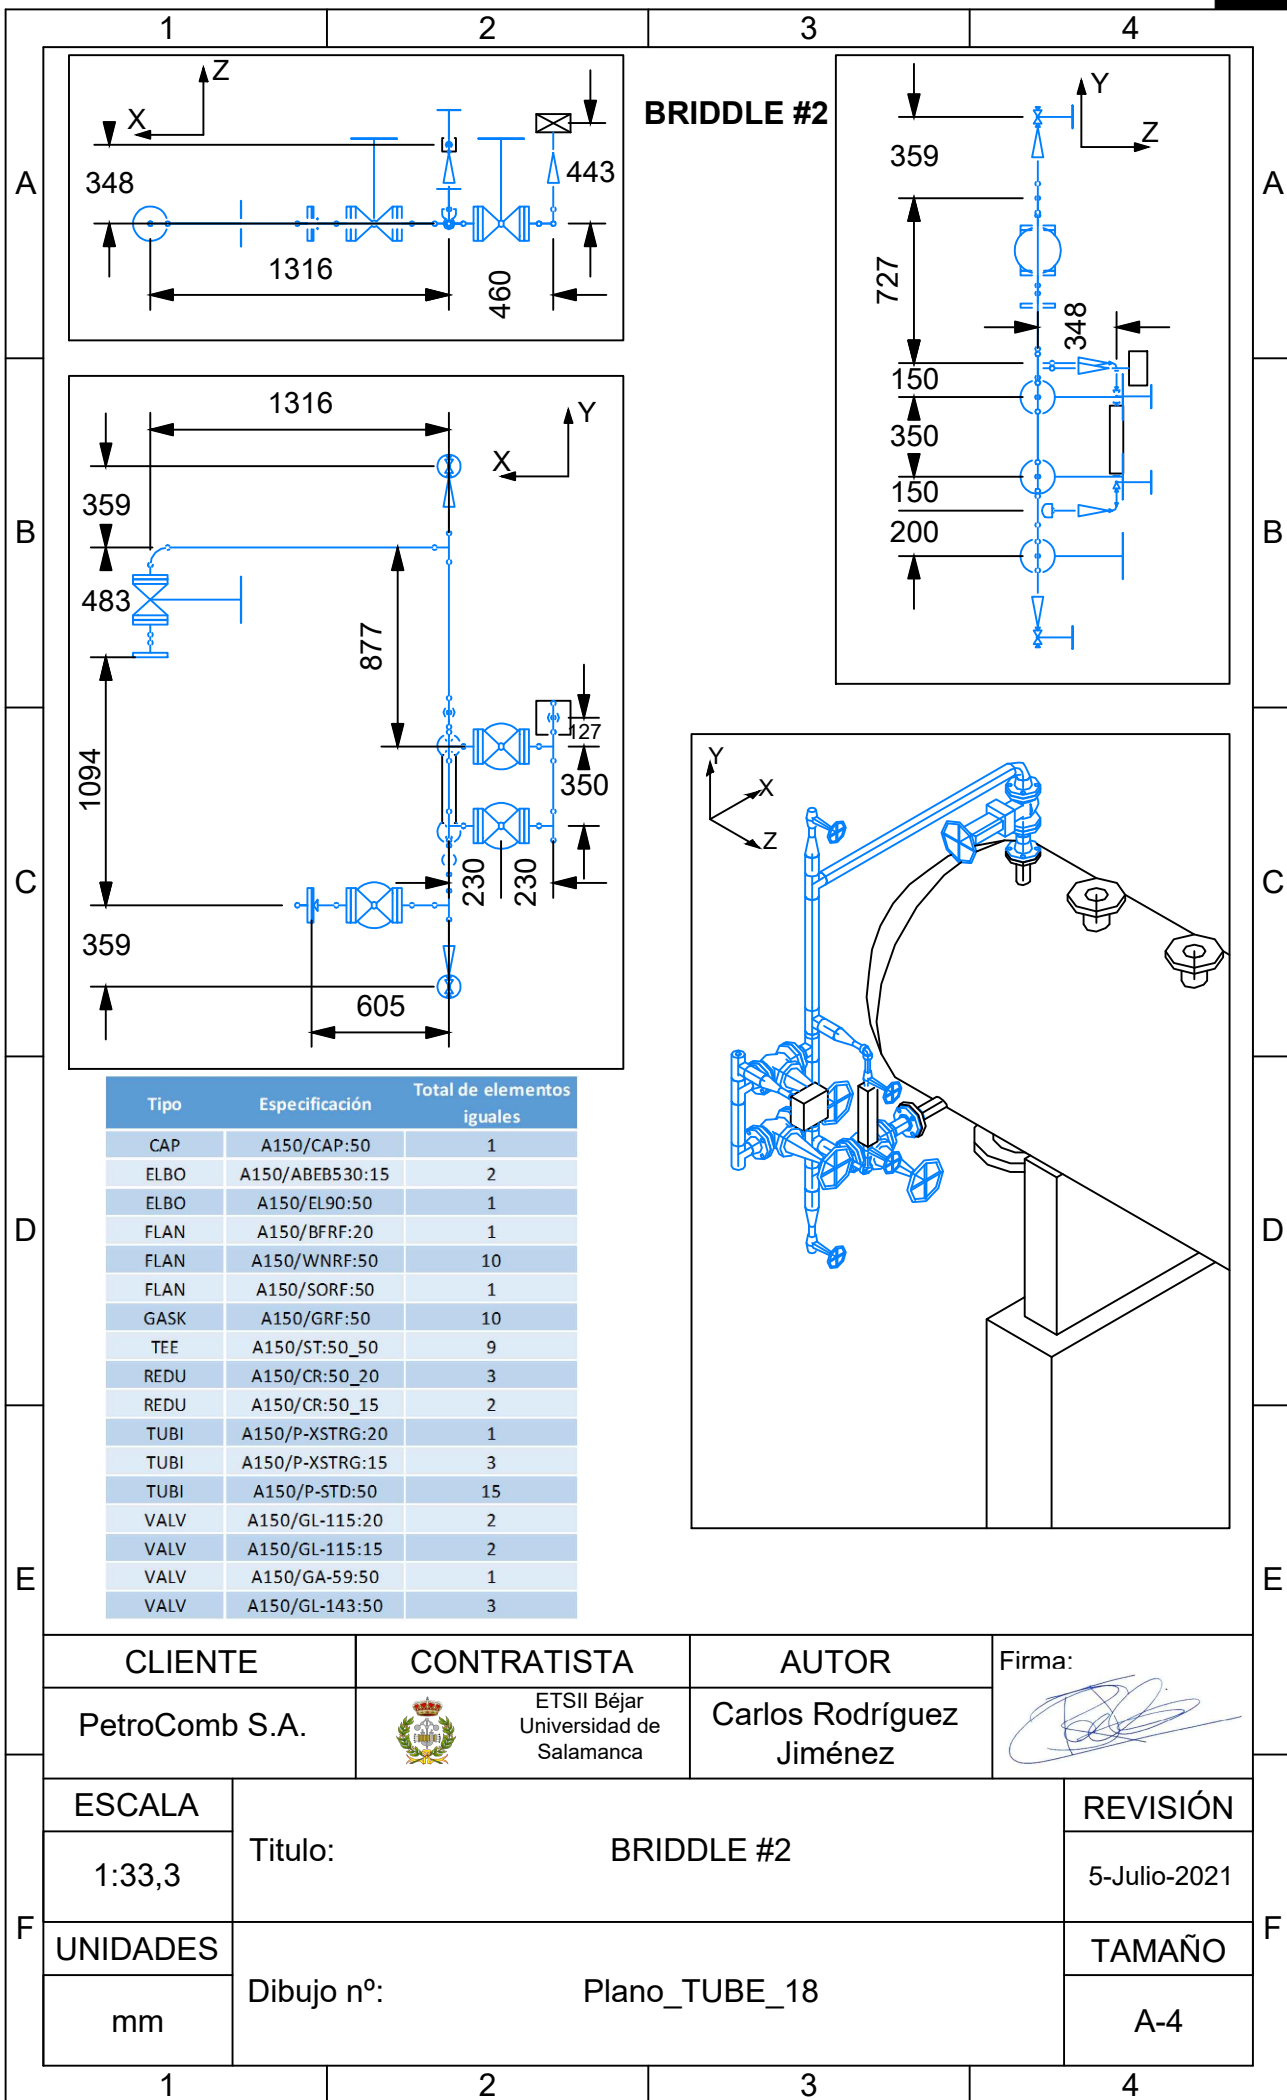 1 2 3 4
Z
X
348
443
1316
460
BRIDDLE #2
Y
Z
359
727
348
150
350
150
200
A
A
1316
Y
X
359
483
877
1094
127
350
230
230
359
605
B
B
Y
X
Z
C
C
Tipo Especificación Total de elementos
iguales
CAP A150/CAP:50 1
ELBO A150/ABEB530:15 2
ELBO A150/EL90:50 1
FLAN A150/BFRF:20 1
FLAN A150/WNRF:50 10
FLAN A150/SORF:50 1
GASK A150/GRF:50 10
TEE A150/ST:50_50 9
REDU A150/CR:50_20 3
REDU A150/CR:50_15 2
TUBI A150/P-XSTRG:20 1
TUBI A150/P-XSTRG:15 3
TUBI A150/P-STD:50 15
VALV A150/GL-115:20 2
VALV A150/GL-115:15 2
VALV A150/GA-59:50 1
VALV A150/GL-143:50 3
D
D
E
E
CLIENTE
PetroComb S.A.
CONTRATISTA
ETSII Béjar
Universidad de
Salamanca
AUTOR
Carlos Rodríguez
Jiménez
Firma:
ESCALA
1:33,3
Titulo: BRIDDLE #2
REVISIÓN
5-Julio-2021
F
F
UNIDADES
mm
Dibujo nº: Plano_TUBE_18
TAMAÑO
A-4
1 2 3 4